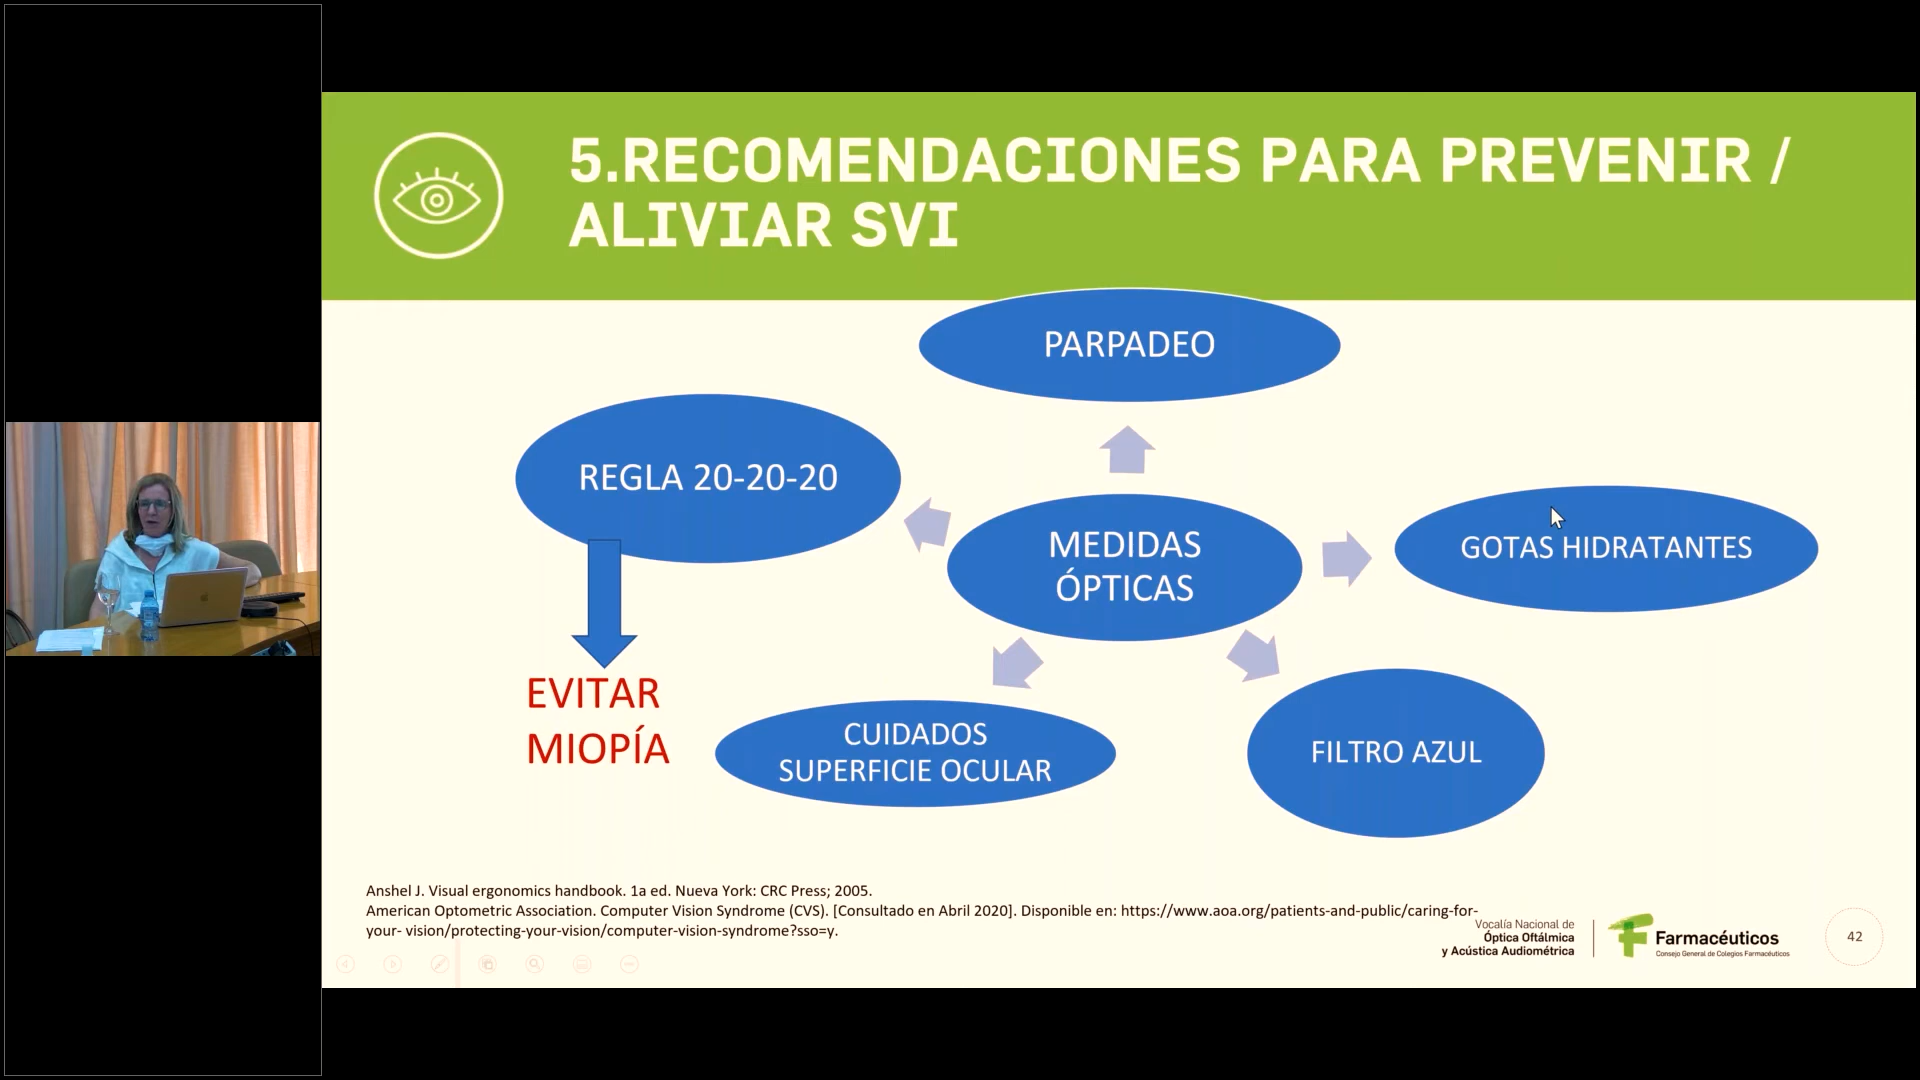 5.RECOMENDACIONES PARA PREVENIR /
ALIVIAR SVI
PARPADEO
REGLA 20-20-20
MEDIDAS
ÓPTICAS
GOTAS HIDRATANTES
EVITAR
MIOPÍA
CUIDADOS
SUPERFICIE OCULAR
FILTRO AZUL
Anshel J. Visual ergonomics handbook. 1a ed. Nueva York: CRC Press; 2005.
American Optometric Association. Computer Vision Syndrome (CVS). [Consultado en Abril 2020]. Disponible en: https://www.aoa.org/patients-and-public/caring-for-
your- vision/protecting-your-vision/computer-vision-syndrome?sso=y.
Vocalía Nacional de
Óptica Oftálmica
y Acústica Audiométrica
Farmacéuticos
Consejo General de Colegios Farmacéuticos
42